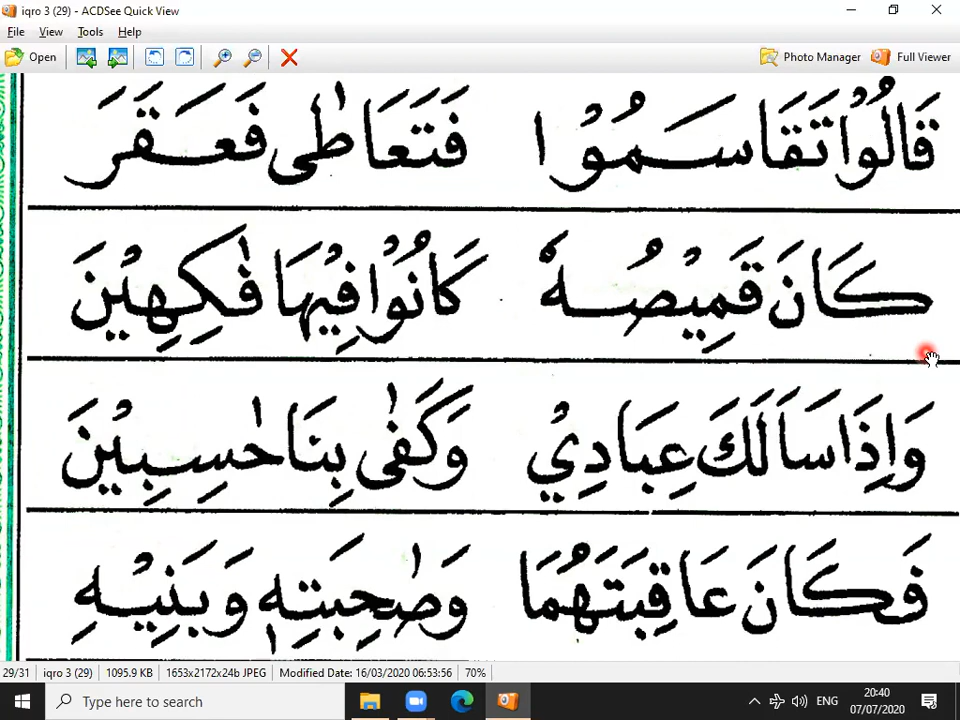 iqro 3 (29) - ACDSee Quick View
File View Tools Help
Open Photo Manager Full Viewer
قَالُوْا تَقَاسَمُوْا فَتَعَاطٰى فَعَقَرَ
كَانَ قَمِيْصُهٗ كَانُوْا فِيْهَا فٰكِهِيْنَ
وَاِذَا سَاَلَكَ عِبَادِيْ وَكَفٰى بِنَا حٰسِبِيْنَ
فَكَانَ عَاقِبَتَهُمَا وَصٰحِبَتِهٖ وَبَنِيْهِ
29/31 iqro 3 (29) 1095.9 KB 1653x2172x24b JPEG Modified Date: 16/03/2020 06:53:56 70%
Type here to search ENG 20:40
07/07/2020